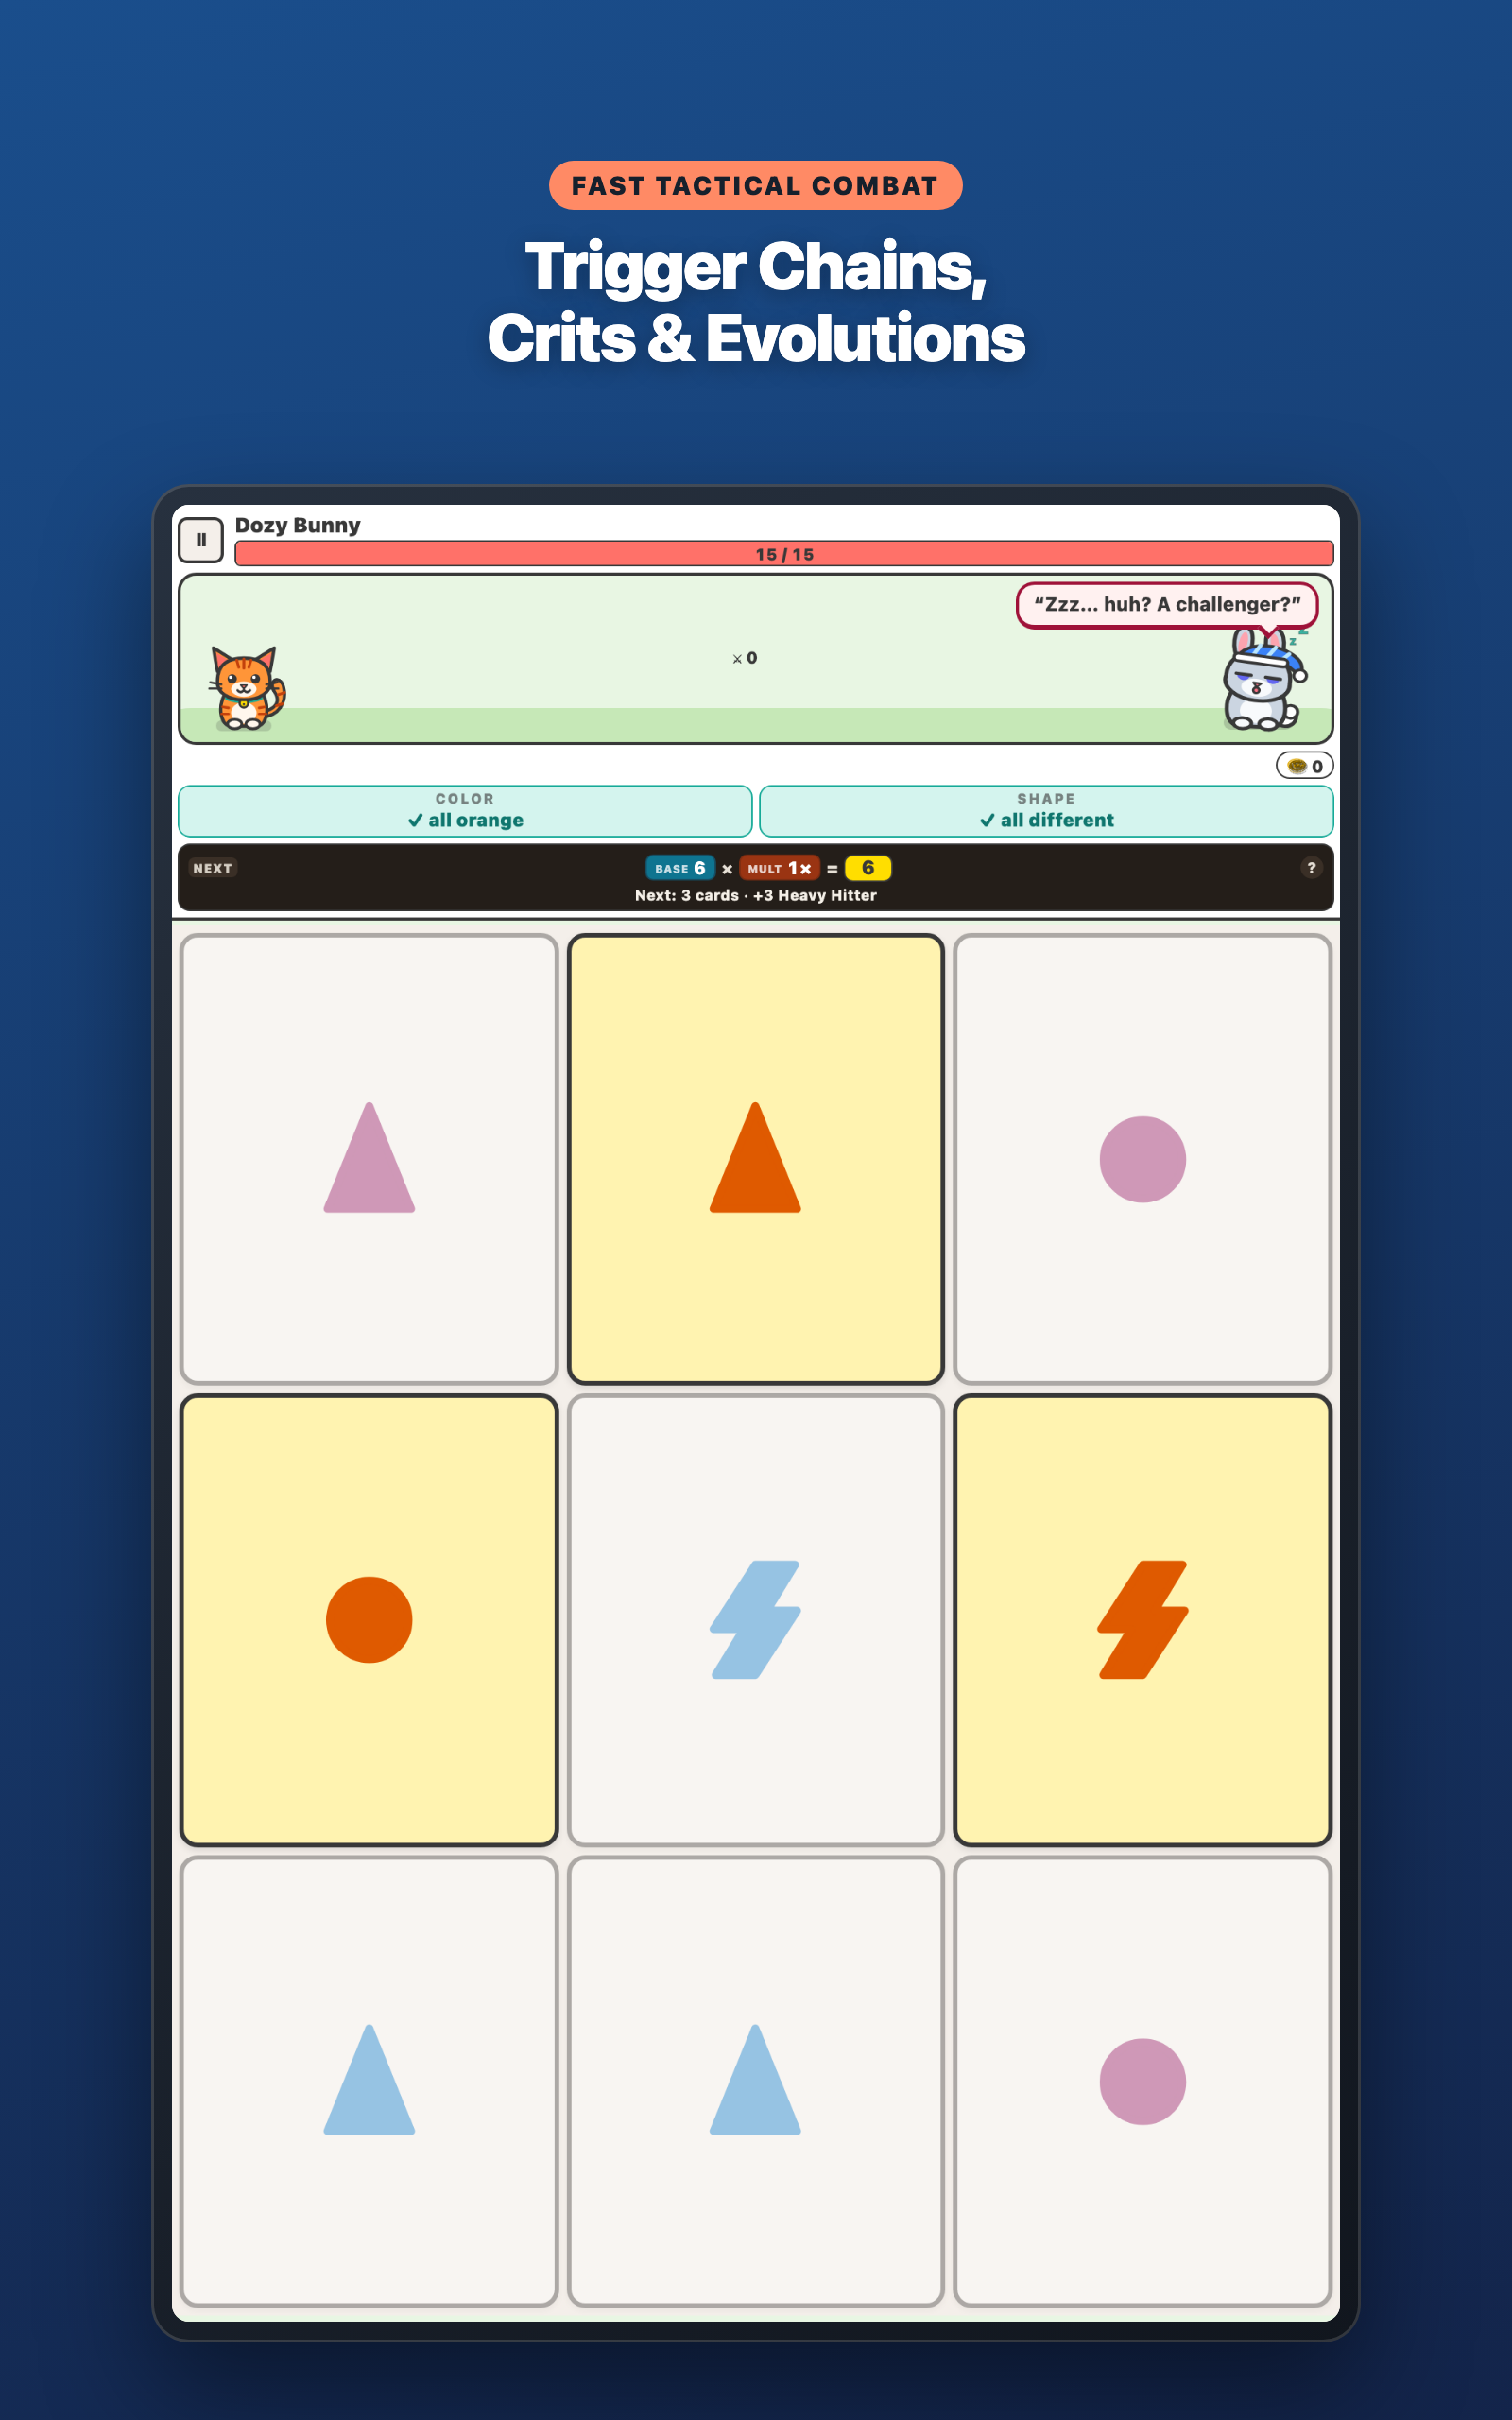 FAST TACTICAL COMBAT
Trigger Chains,
Crits & Evolutions
Dozy Bunny
15 / 15
“Zzz... huh? A challenger?”
z z
⚔ 0
0
COLOR
✓ all orange
SHAPE
✓ all different
NEXT
BASE 6 × MULT 1× = 6
?
Next: 3 cards · +3 Heavy Hitter